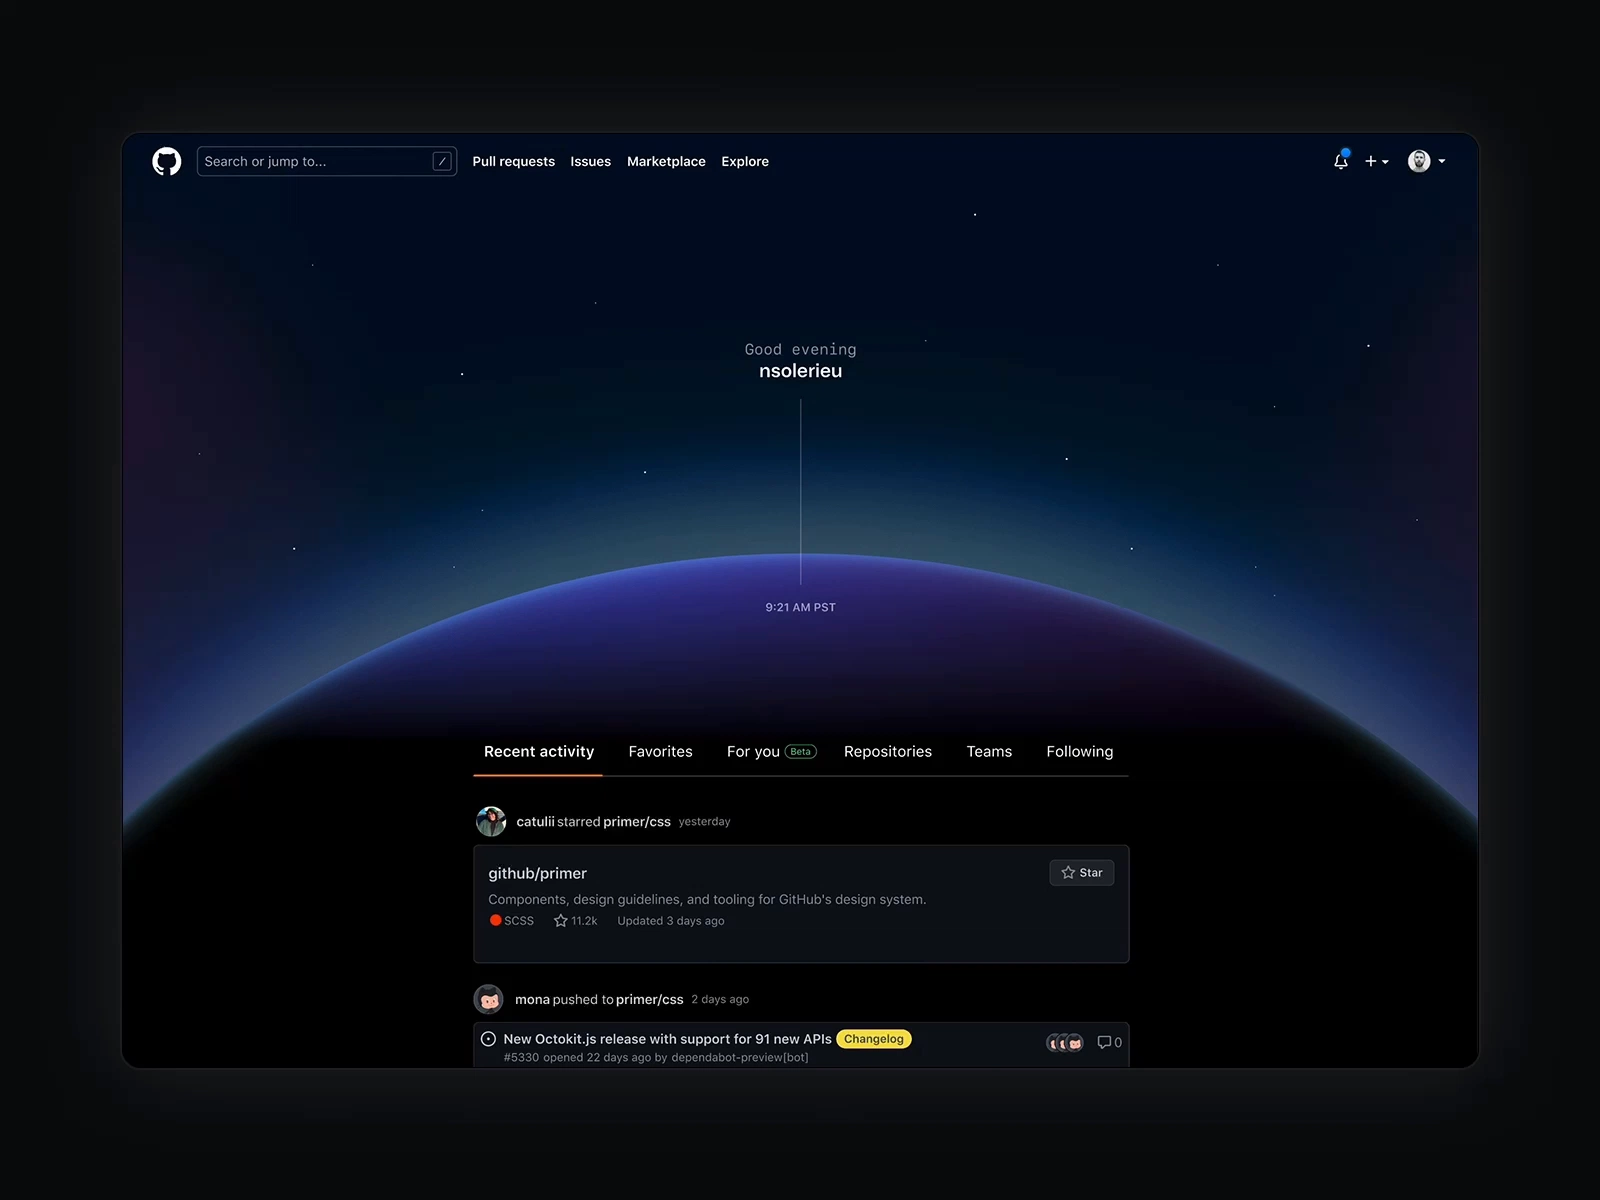 Search or jump to... /
Pull requests Issues Marketplace Explore
Good evening
nsolerieu
9:21 AM PST
Recent activity Favorites For you Beta Repositories Teams Following
catulii starred primer/css yesterday
github/primer
Star
Components, design guidelines, and tooling for GitHub's design system.
SCSS 11.2k Updated 3 days ago
mona pushed to primer/css 2 days ago
New Octokit.js release with support for 91 new APIs Changelog
0
#5330 opened 22 days ago by dependabot-preview[bot]